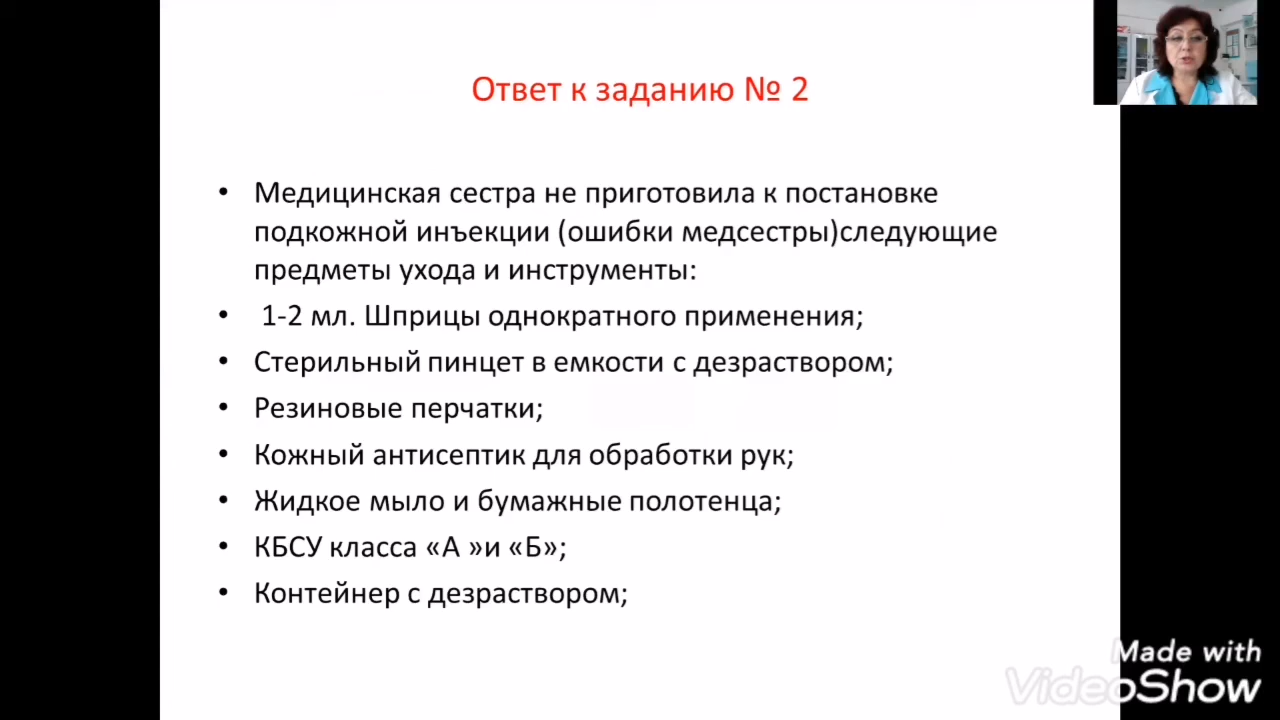 Ответ к заданию № 2
• Медицинская сестра не приготовила к постановке
подкожной инъекции (ошибки медсестры)следующие
предметы ухода и инструменты:
• 1-2 мл. Шприцы однократного применения;
• Стерильный пинцет в емкости с дезраствором;
• Резиновые перчатки;
• Кожный антисептик для обработки рук;
• Жидкое мыло и бумажные полотенца;
• КБСУ класса «А »и «Б»;
• Контейнер с дезраствором;
Made with
VideoShow